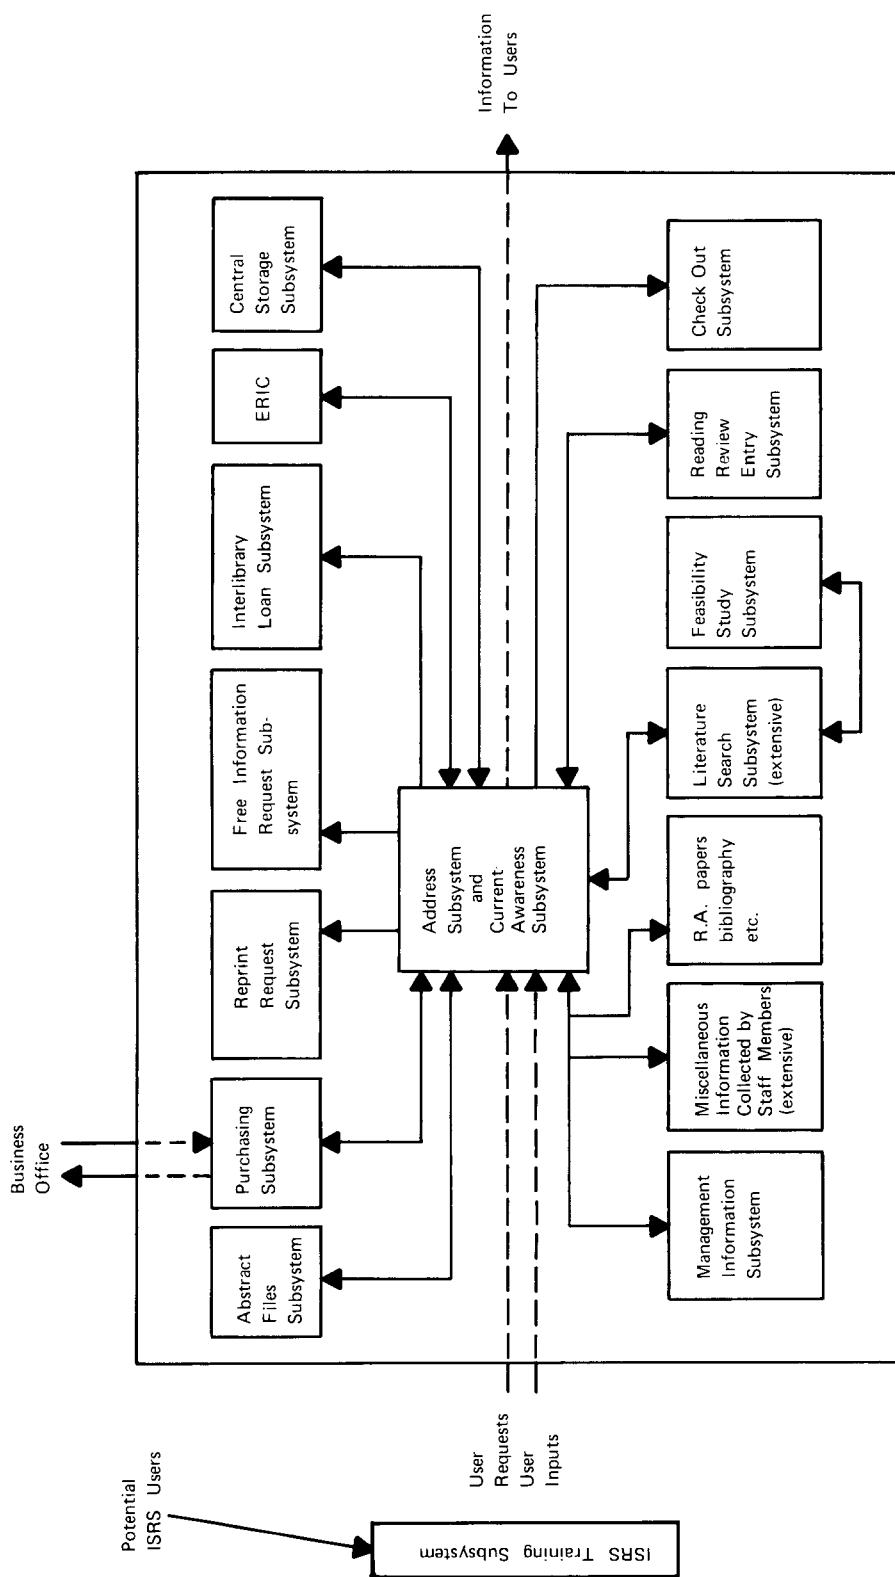 Potential
ISRS Users
ISRS Training Subsystem
Business
Office
Abstract
Files
Subsystem
Purchasing
Subsystem
Reprint
Request
Subsystem
Free Information
Request Sub-
system
Interlibrary
Loan Subsystem
ERIC
Central
Storage
Subsystem
User
Requests
User
Inputs
Address
Subsystem
and
Current
Awareness
Subsystem
Information
To Users
Management
Information
Subsystem
Miscellaneous
Information
Collected by
Staff Members
(extensive)
R.A. papers
bibliography
etc.
Literature
Search
Subsystem
(extensive)
Feasibility
Study
Subsystem
Reading
Review
Entry
Subsystem
Check Out
Subsystem